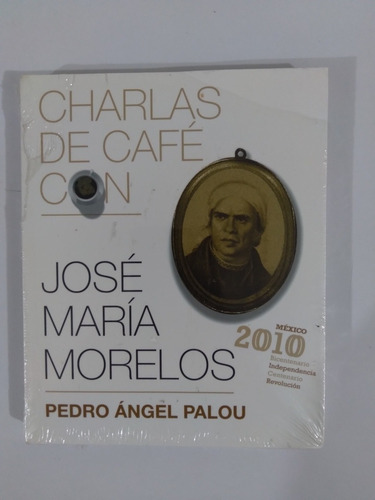 CHARLAS
DE CAFÉ
CON
JOSÉ
MARÍA
MORELOS
MÉXICO
2010
Bicentenario
Independencia
Centenario
Revolución
PEDRO ÁNGEL PALOU